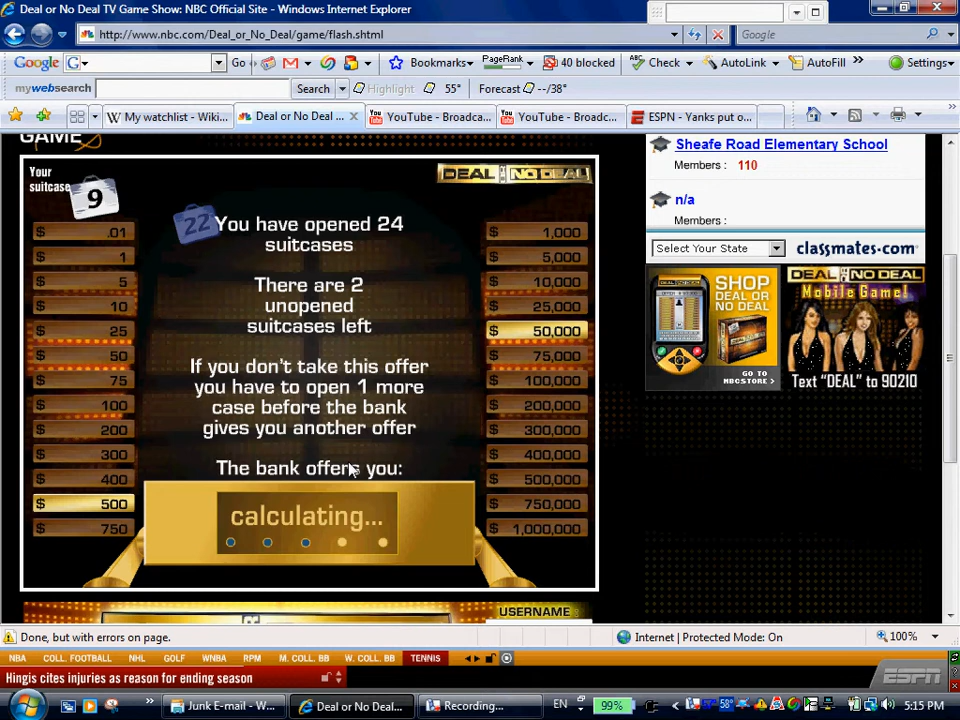 Deal or No Deal TV Game Show: NBC Official Site - Windows Internet Explorer
http://www.nbc.com/Deal_or_No_Deal/game/flash.shtml
Google
Google
G
Go
Bookmarks
PageRank
40 blocked
Check
AutoLink
AutoFill
Settings
mywebsearch
Search
Highlight
55°
Forecast
--/38°
My watchlist - Wiki...
Deal or No Deal ...
YouTube - Broadca...
YouTube - Broadc...
ESPN - Yanks put o...
GAME
Your
suitcase
9
DEAL NO DEAL
22
You have opened 24
suitcases
There are 2
unopened
suitcases left
If you don't take this offer
you have to open 1 more
case before the bank
gives you another offer
The bank offers you:
calculating...
$ .01
$ 1
$ 5
$ 10
$ 25
$ 50
$ 75
$ 100
$ 200
$ 300
$ 400
$ 500
$ 750
$ 1,000
$ 5,000
$ 10,000
$ 25,000
$ 50,000
$ 75,000
$ 100,000
$ 200,000
$ 300,000
$ 400,000
$ 500,000
$ 750,000
$ 1,000,000
USERNAME
Sheafe Road Elementary School
Members : 110
n/a
Members :
Select Your State
classmates.com
SHOP
DEAL OR
NO DEAL
GO TO
NBCSTORE >
DEAL NO DEAL
Mobile Game!
Text "DEAL" to 90210
Done, but with errors on page.
Internet | Protected Mode: On
100%
NBA
COLL. FOOTBALL
NHL
GOLF
WNBA
RPM
M. COLL. BB
W. COLL. BB
TENNIS
Hingis cites injuries as reason for ending season
ESPN
Junk E-mail - W...
Deal or No Deal...
Recording...
EN
99%
58°
5:15 PM